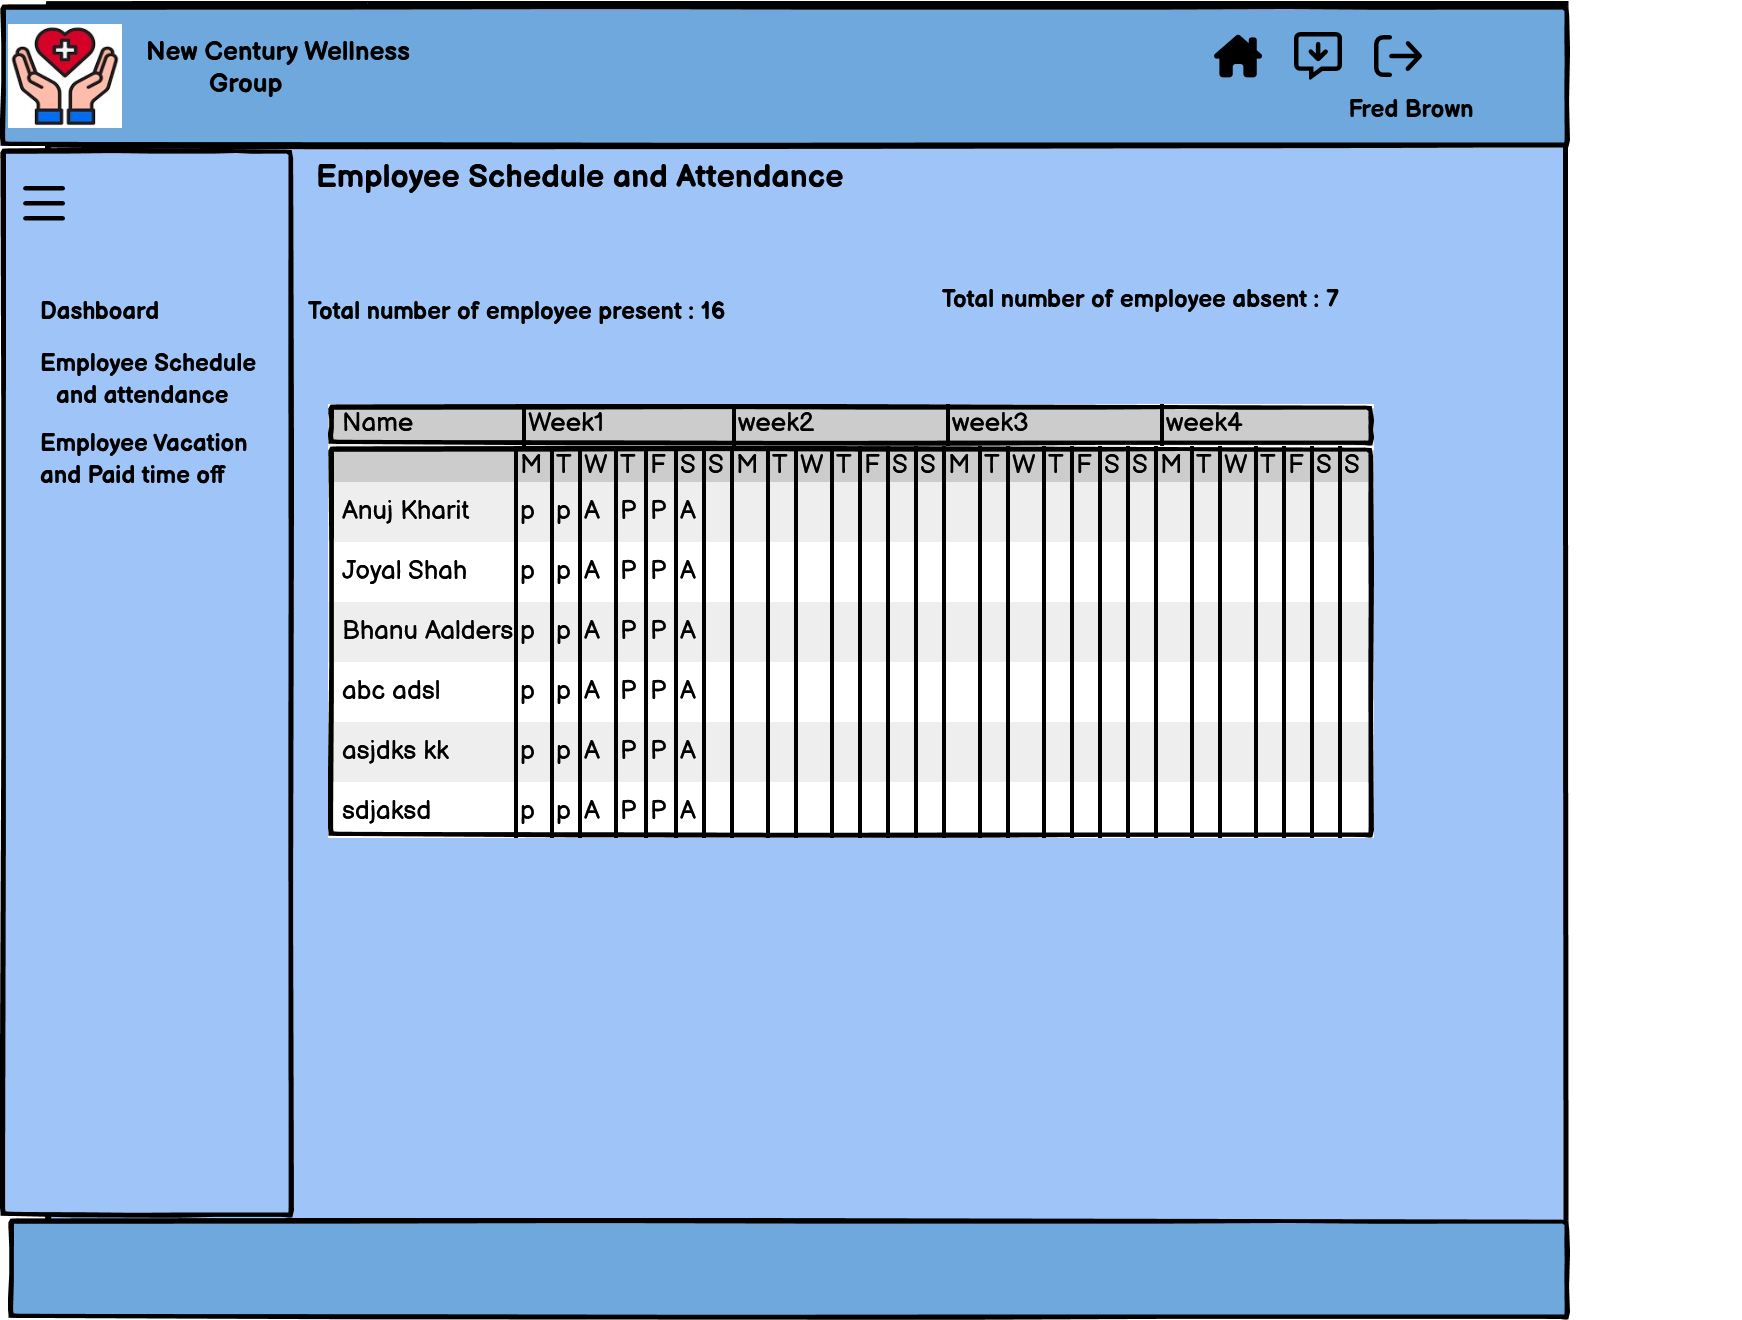 New Century Wellness
Group
Fred Brown
Employee Schedule and Attendance
Dashboard
Employee Schedule
and attendance
Employee Vacation
and Paid time off
Total number of employee present : 16
Total number of employee absent : 7
Name Week1 week2 week3 week4
M T W T F S S M T W T F S S M T W T F S S M T W T F S S
Anuj Kharit p p A P P A
Joyal Shah p p A P P A
Bhanu Aalders p p A P P A
abc adsl p p A P P A
asjdks kk p p A P P A
sdjaksd p p A P P A